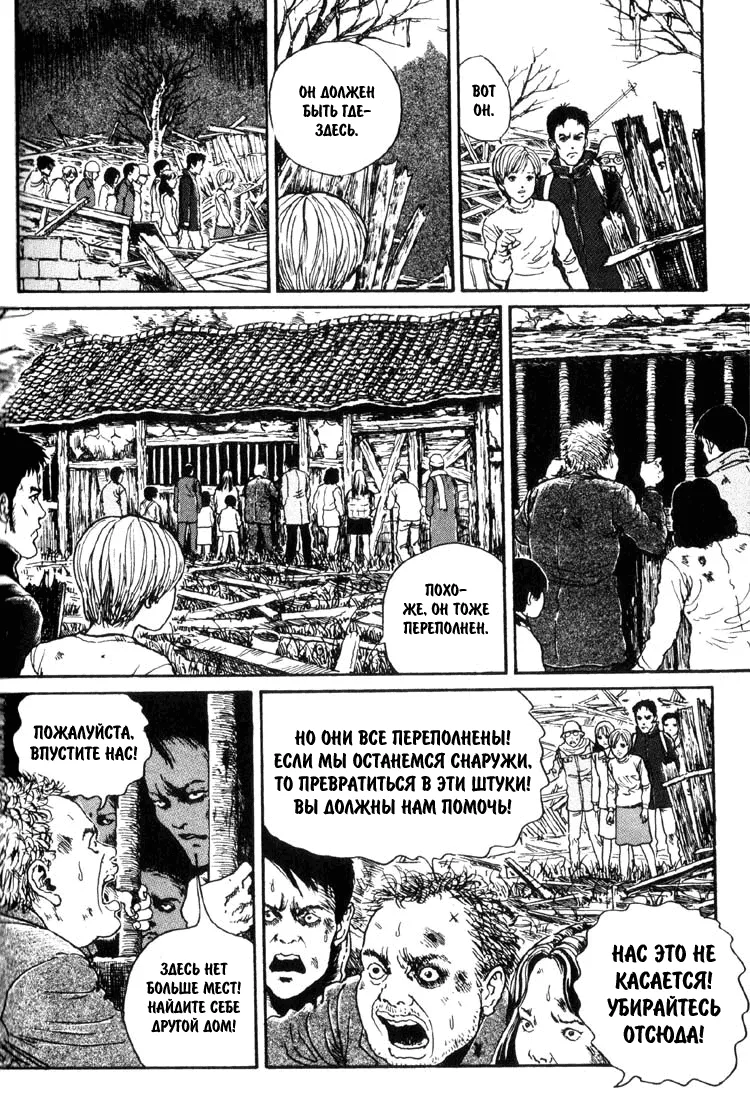 ОН ДОЛЖЕН
БЫТЬ ГДЕ-
ЗДЕСЬ.
ВОТ
ОН.
ПОХО-
ЖЕ, ОН ТОЖЕ
ПЕРЕПОЛНЕН.
ПОЖАЛУЙСТА,
ВПУСТИТЕ НАС!
ЗДЕСЬ НЕТ
БОЛЬШЕ МЕСТ!
НАЙДИТЕ СЕБЕ
ДРУГОЙ ДОМ!
НО ОНИ ВСЕ ПЕРЕПОЛНЕНЫ!
ЕСЛИ МЫ ОСТАНЕМСЯ СНАРУЖИ,
ТО ПРЕВРАТИТЬСЯ В ЭТИ ШТУКИ!
ВЫ ДОЛЖНЫ НАМ ПОМОЧЬ!
НАС ЭТО НЕ
КАСАЕТСЯ!
УБИРАЙТЕСЬ
ОТСЮДА!